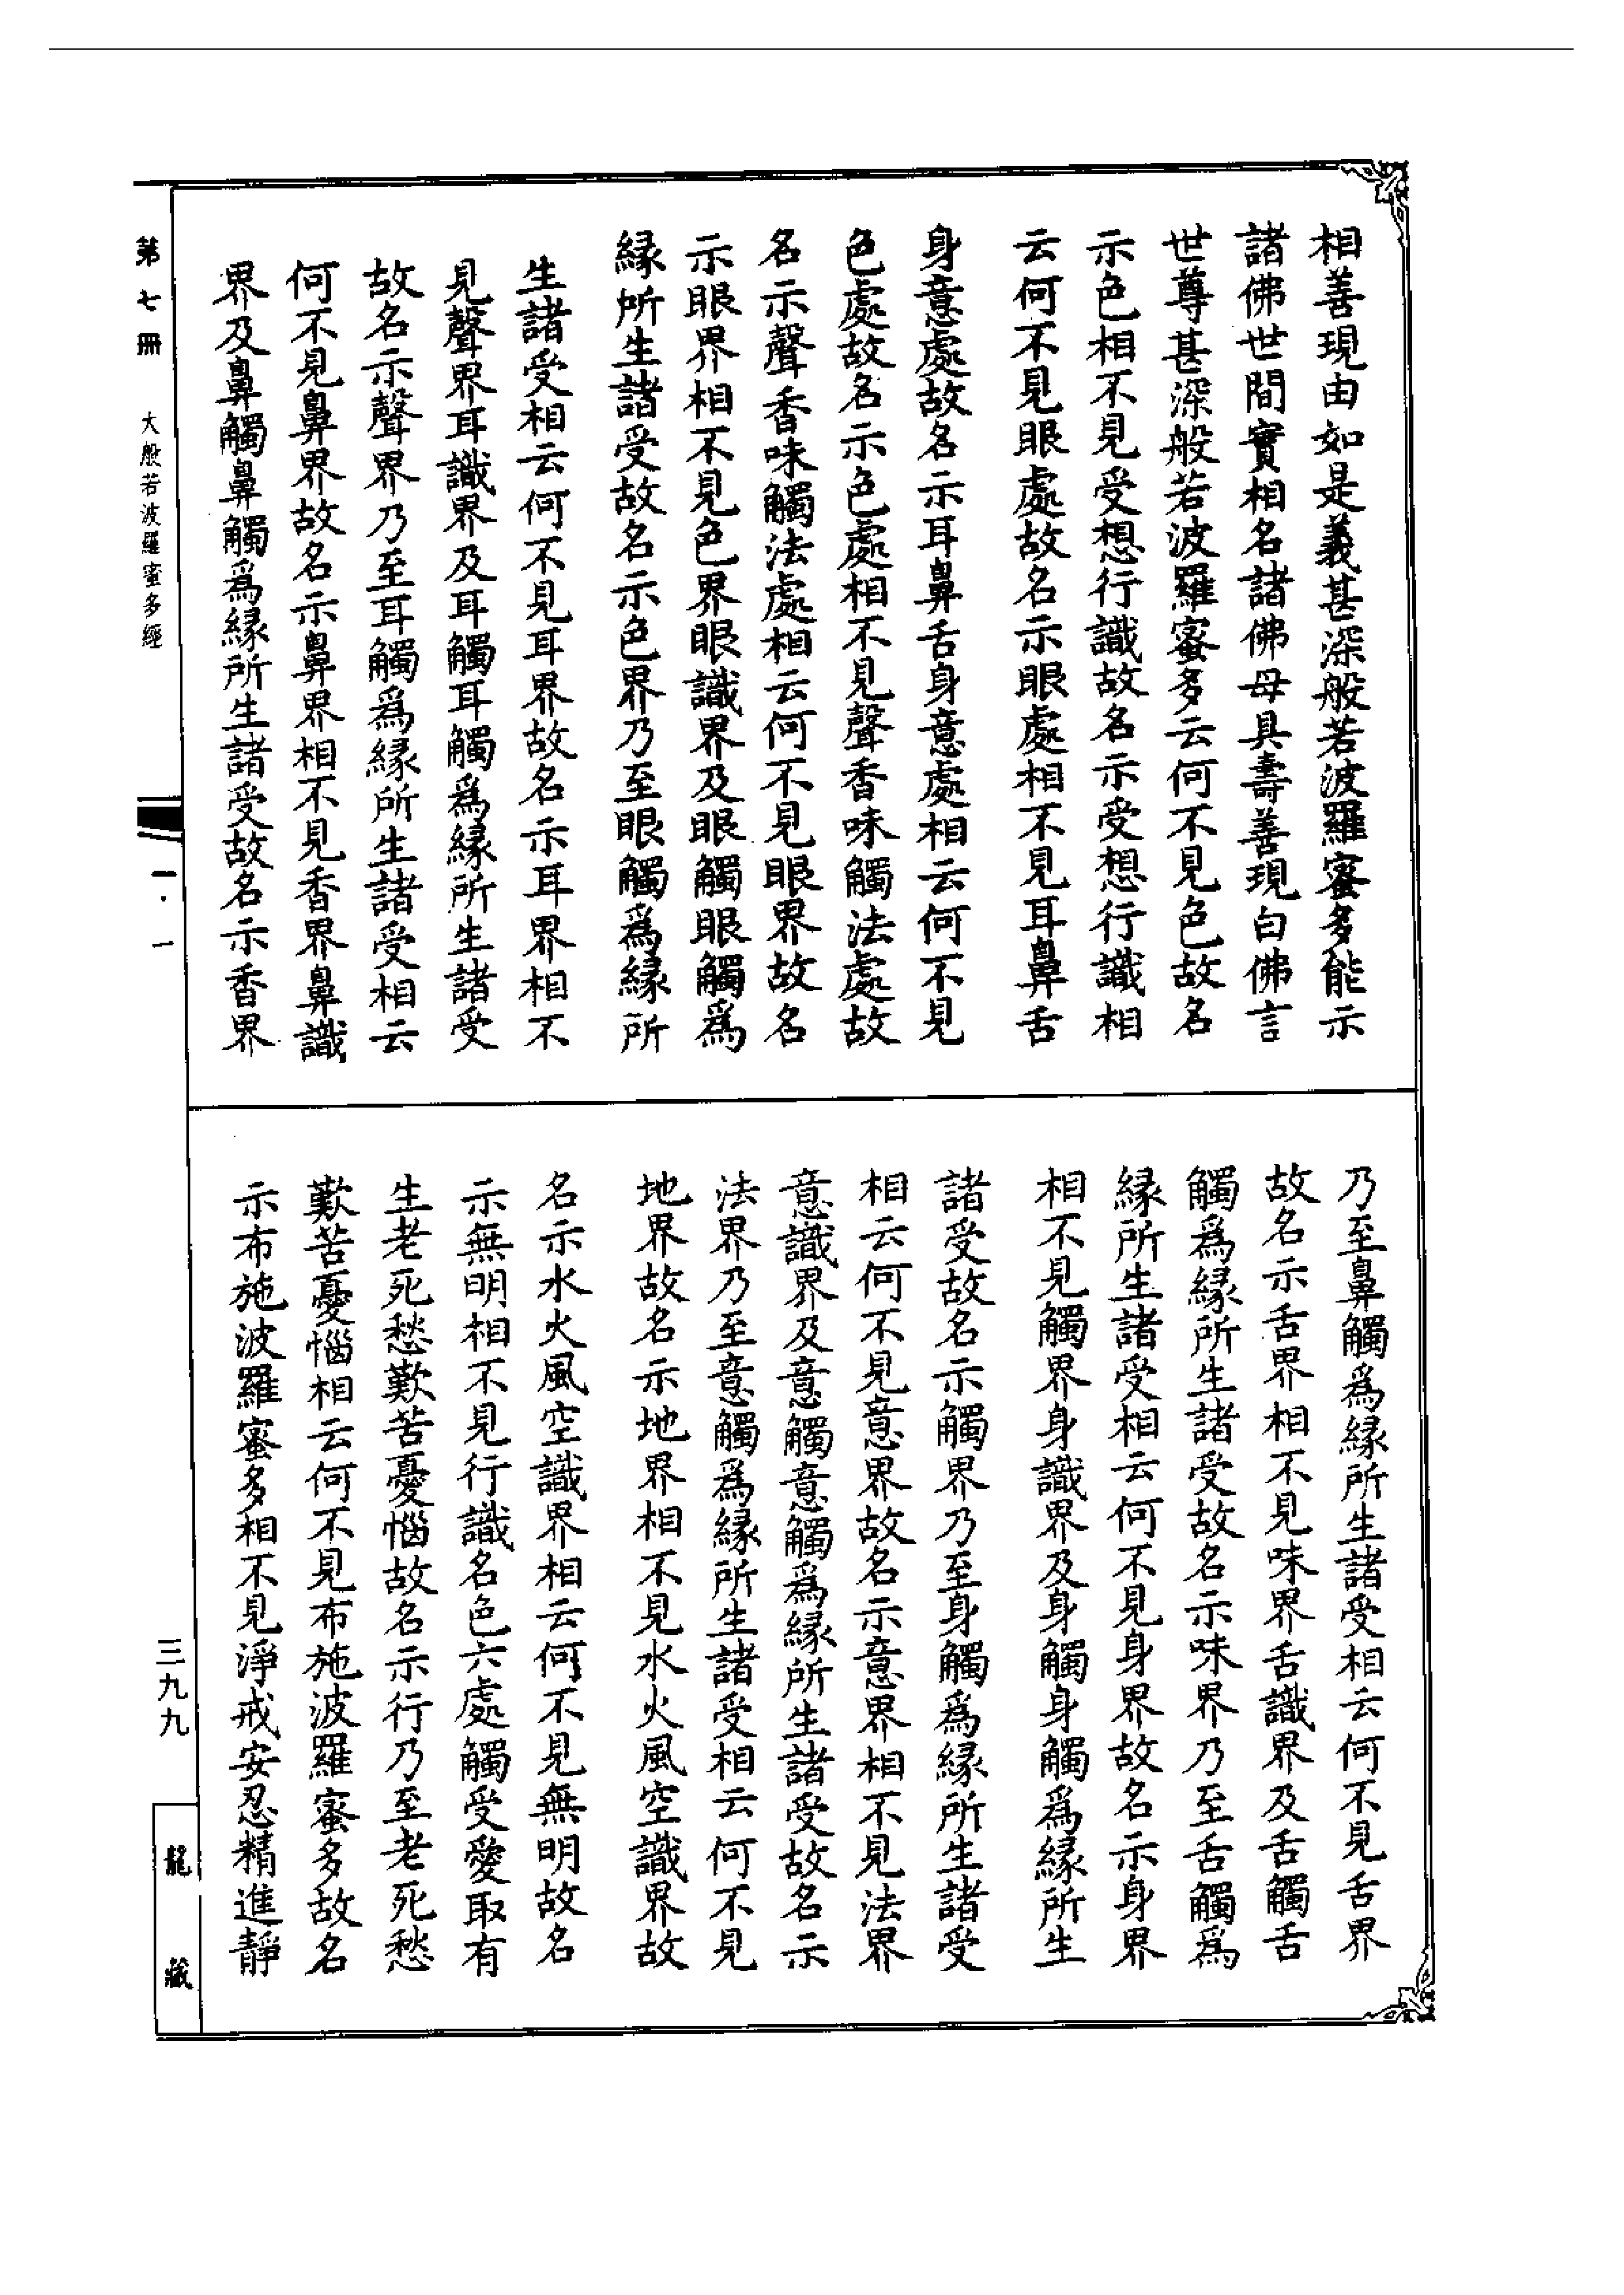 相善現由如是義甚深般若波羅蜜多能示
諸佛世間實相名諸佛母具壽善現白佛言
世尊甚深般若波羅蜜多云何不見色故名
示色相不見受想行識故名示受想行識相
云何不見眼處故名示眼處相不見耳鼻舌
身意處故名示耳鼻舌身意處相云何不見
色處故名示色處相不見聲香味觸法處故
名示聲香味觸法處相云何不見眼界故名
示眼界相不見色界眼識界及眼觸眼觸爲
緣所生諸受故名示色界乃至眼觸爲緣所
生諸受相云何不見耳界故名示耳界相不
見聲界耳識界及耳觸耳觸爲緣所生諸受
故名示聲界乃至耳觸爲緣所生諸受相云
何不見鼻界故名示鼻界相不見香界鼻識
界及鼻觸鼻觸爲緣所生諸受故名示香界
乃至鼻觸爲緣所生諸受相云何不見舌界
故名示舌界相不見味界舌識界及舌觸舌
觸爲緣所生諸受故名示味界乃至舌觸爲
緣所生諸受相云何不見身界故名示身界
相不見觸界身識界及身觸身觸爲緣所生
諸受故名示觸界乃至身觸爲緣所生諸受
相云何不見意界故名示意界相不見法界
意識界及意觸意觸爲緣所生諸受故名示
法界乃至意觸爲緣所生諸受相云何不見
地界故名示地界相不見水火風空識界故
名示水火風空識界相云何不見無明故名
示無明相不見行識名色六處觸受愛取有
生老死愁歎苦憂惱故名示行乃至老死愁
歎苦憂惱相云何不見布施波羅蜜多故名
示布施波羅蜜多相不見淨戒安忍精進靜
第七冊 大般若波羅蜜多經 一·一
三九九
龍藏